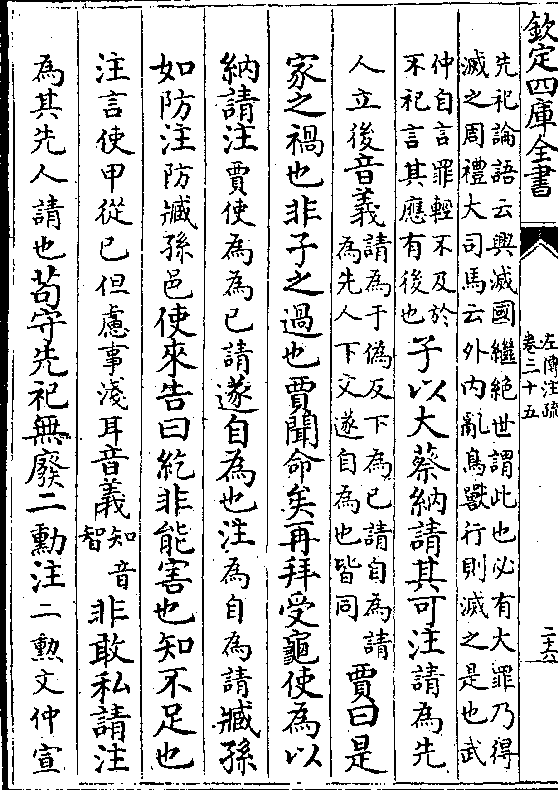 欽定四庫全書
左傳注疏
卷三十五
二十六
先祀論語云興滅國繼絶世謂此也必有大罪乃得
滅之周禮大司馬云外内亂鳥獸行則滅之是也武
仲自言罪輕不及於
不祀言其應有後也子以大蔡納請其可注請為先
人立後音義請為于偽反下為已請自為請
為先人下文遂自為也皆同賈曰是
家之禍也非子之過也賈聞命矣再拜受龜使為以
納請注賈使為為已請遂自為也注為自為請臧孫
如防注防臧孫邑使來告曰紇非能害也知不足也
注言使甲從已但慮事淺耳音義知音
智非敢私請注
為其先人請也苟守先祀無廢二勳注二勲文仲宣